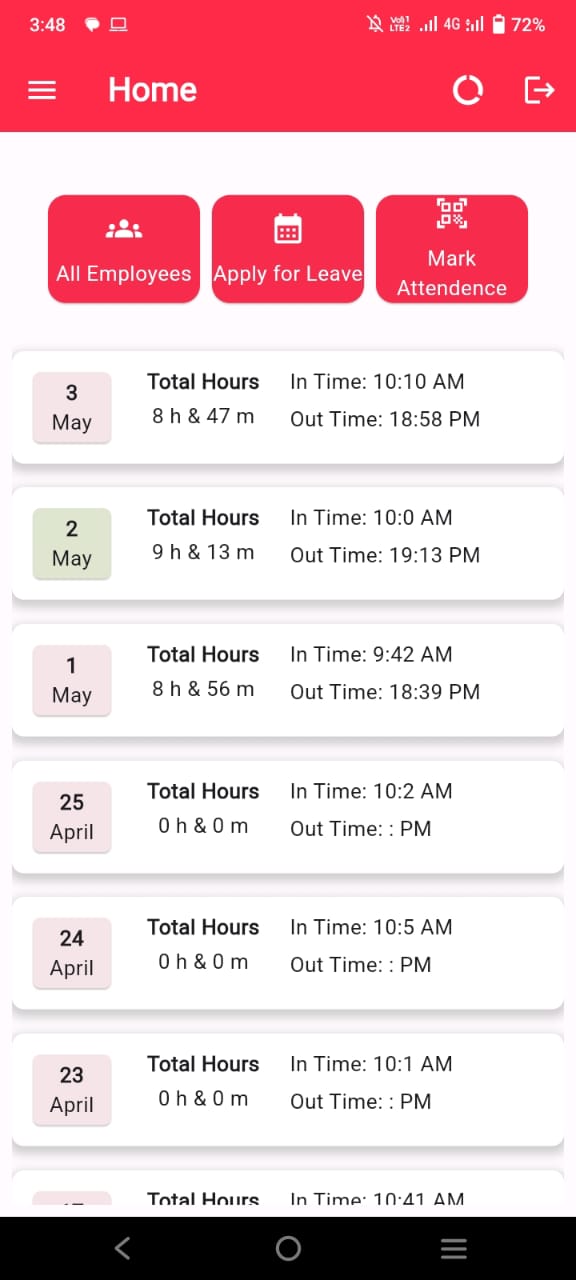 3:48 VoII1 LTE2 4G 72%
Home
All Employees
Apply for Leave
Mark
Attendence
3
May
Total Hours
8 h & 47 m
In Time: 10:10 AM
Out Time: 18:58 PM
2
May
Total Hours
9 h & 13 m
In Time: 10:0 AM
Out Time: 19:13 PM
1
May
Total Hours
8 h & 56 m
In Time: 9:42 AM
Out Time: 18:39 PM
25
April
Total Hours
0 h & 0 m
In Time: 10:2 AM
Out Time: : PM
24
April
Total Hours
0 h & 0 m
In Time: 10:5 AM
Out Time: : PM
23
April
Total Hours
0 h & 0 m
In Time: 10:1 AM
Out Time: : PM
Total Hours
In Time: 10:41 AM